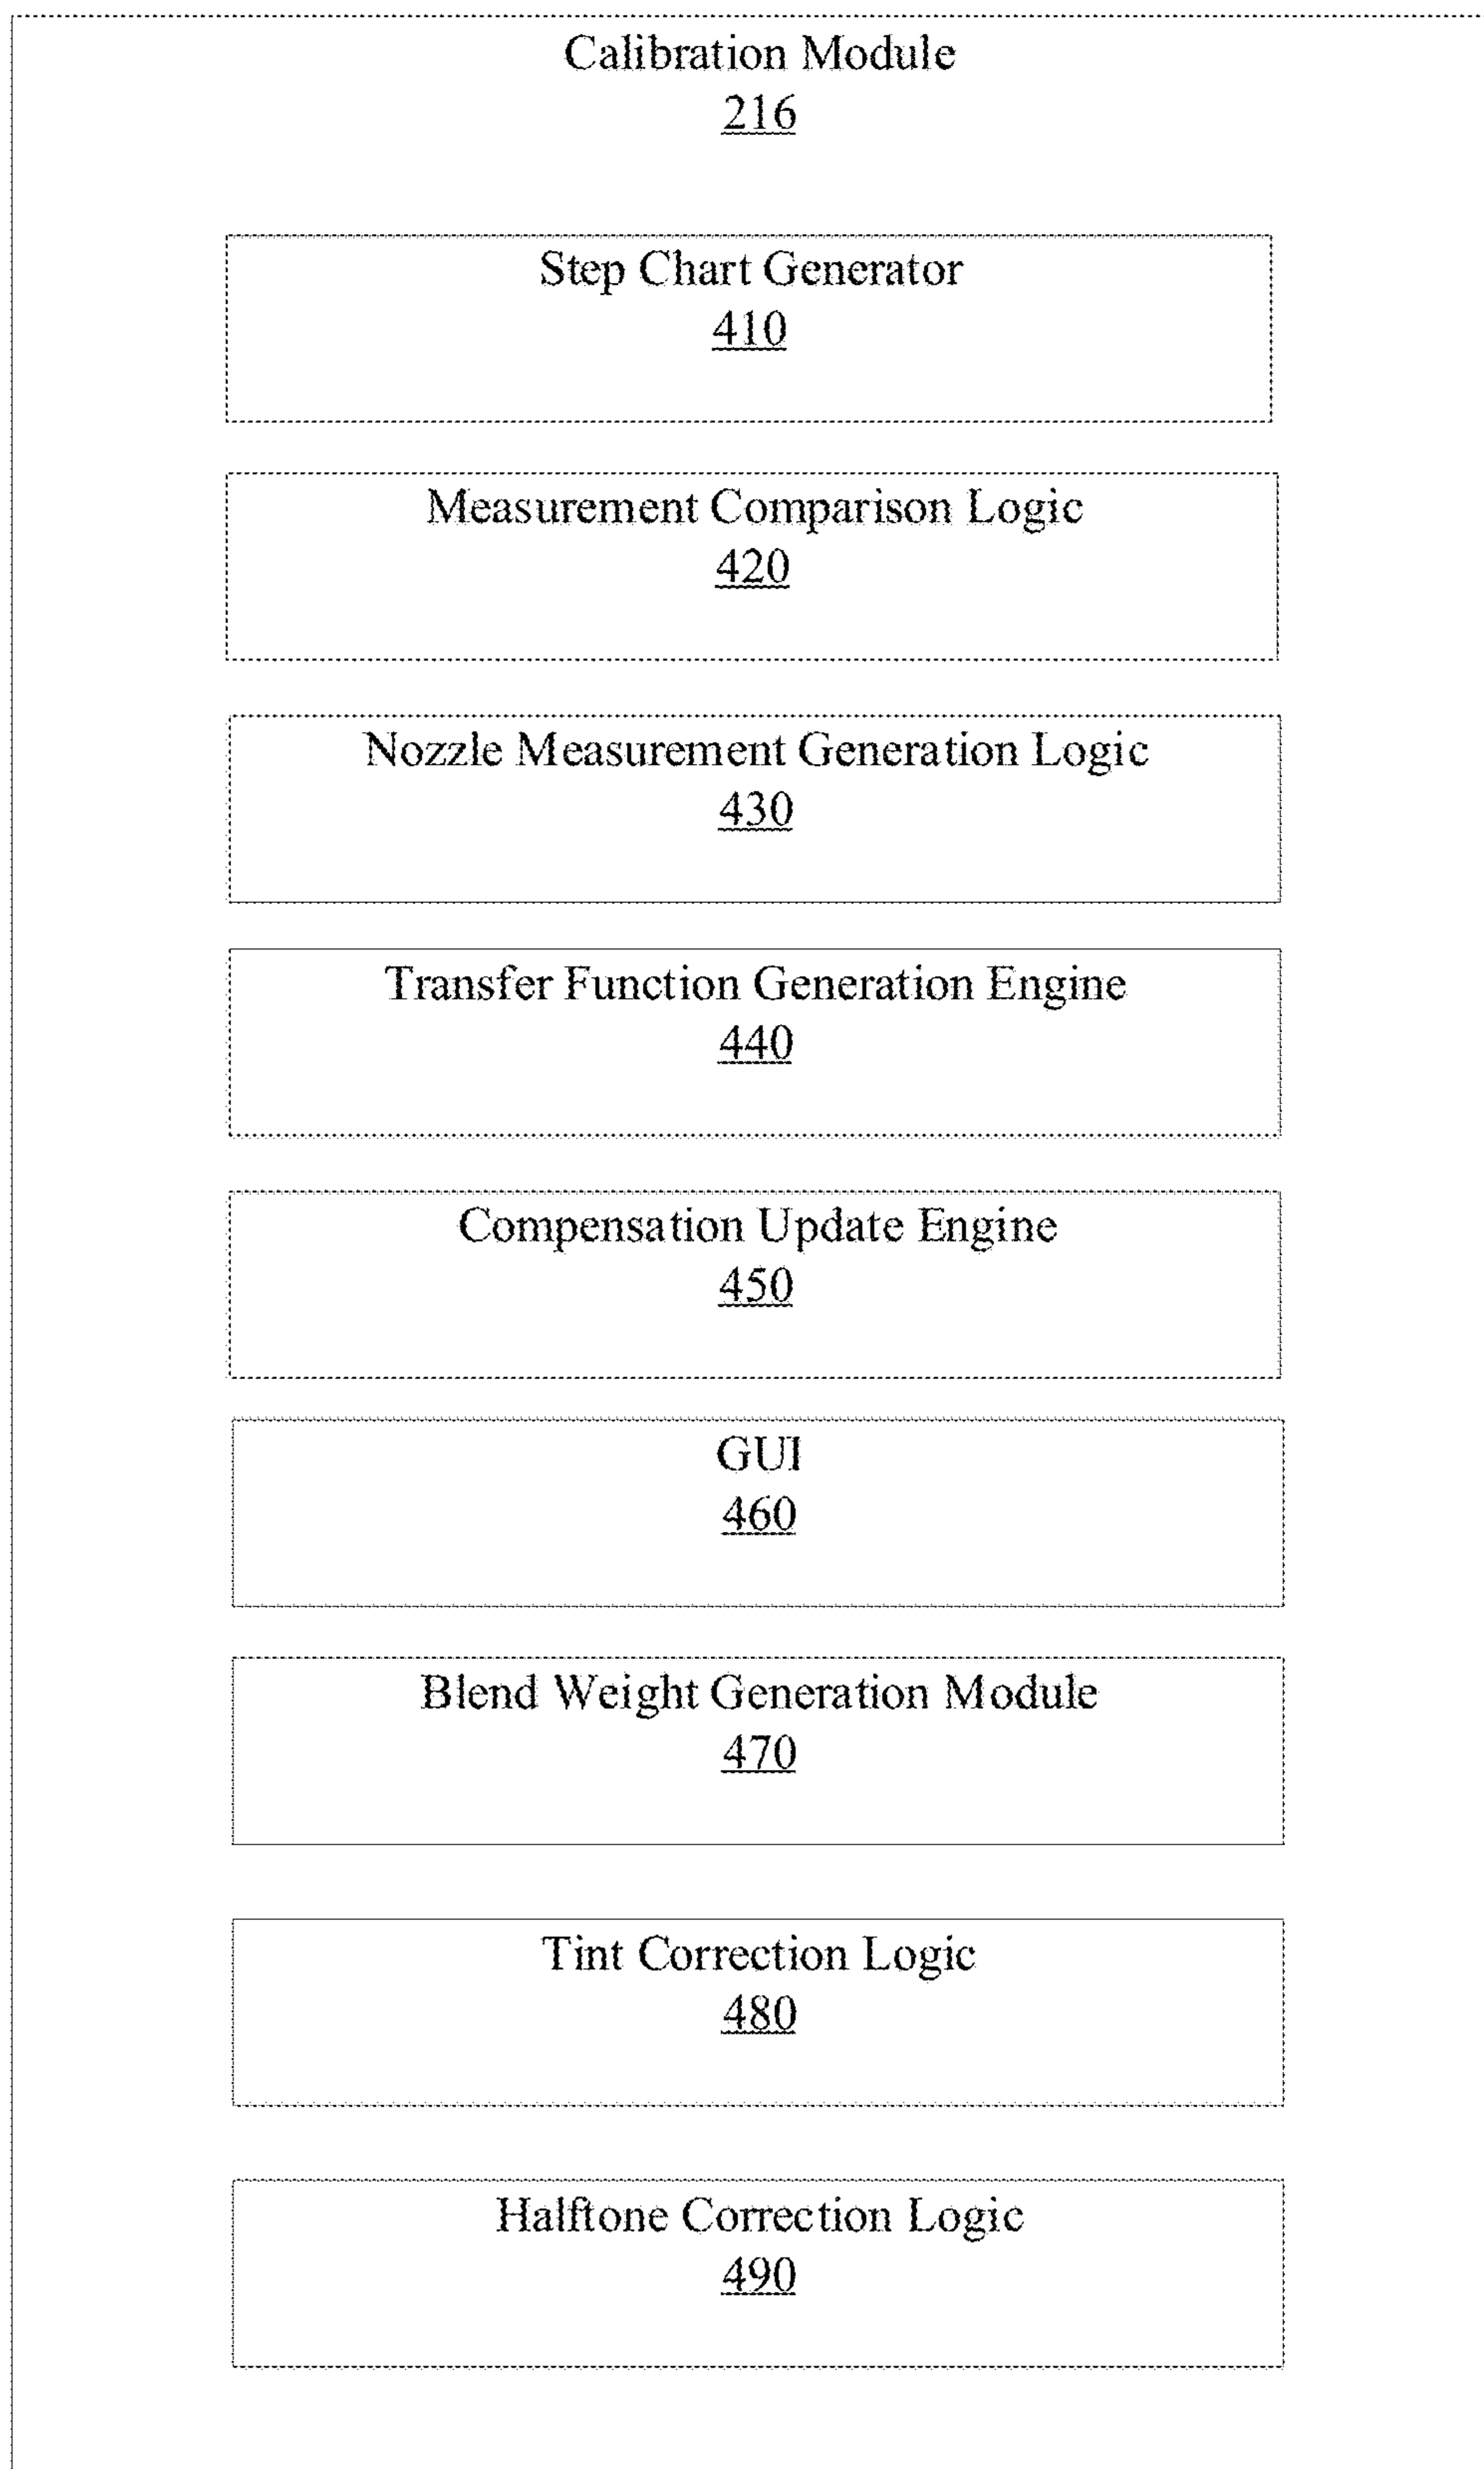 Calibration Module
216
Step Chart Generator
410
Measurement Comparison Logic
420
Nozzle Measurement Generation Logic
430
Transfer Function Generation Engine
440
Compensation Update Engine
450
GUI
460
Blend Weight Generation Module
470
Tint Correction Logic
480
Halftone Correction Logic
490